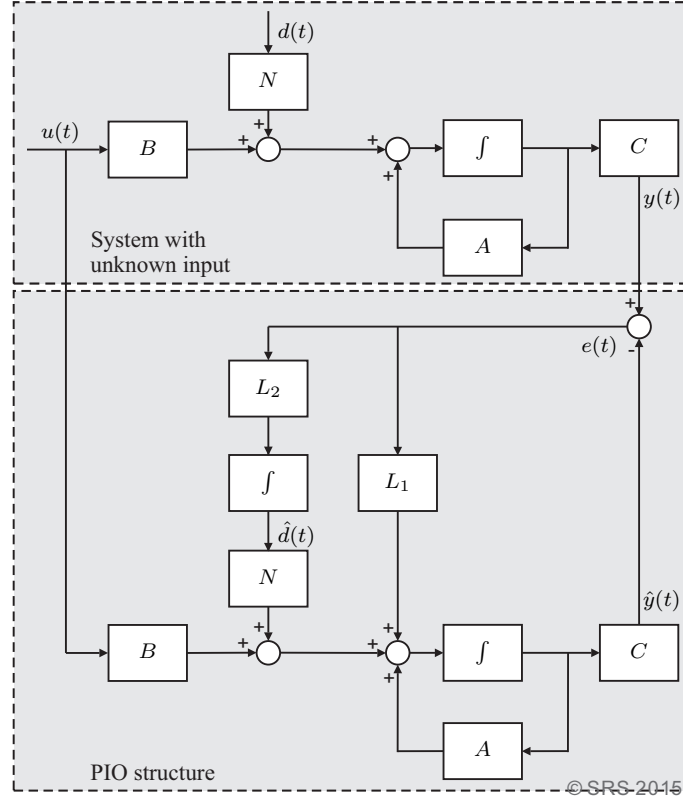 d(t)
N
+
u(t)
B
+
+
∫
C
+
y(t)
A
System with
unknown input
+
e(t)
-
L₂
∫
L₁
d̂(t)
N
ŷ(t)
+
+
B
+
+
∫
C
+
A
PIO structure
© SRS 2015